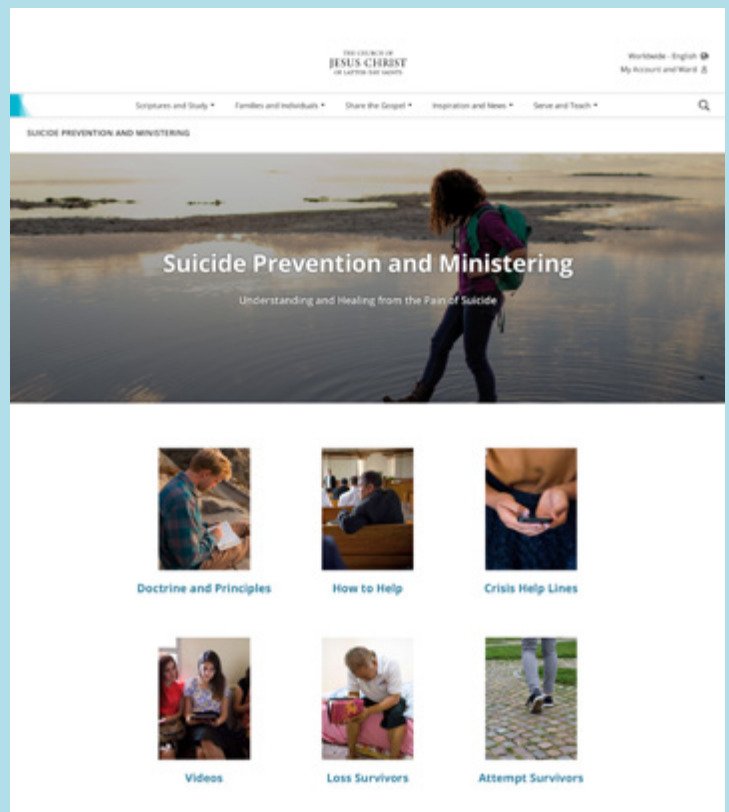 THE CHURCH OF
JESUS CHRIST
OF LATTER-DAY SAINTS
Worldwide - English
My Account and Ward
Scriptures and Study
Families and Individuals
Share the Gospel
Inspiration and News
Serve and Teach
SUICIDE PREVENTION AND MINISTERING
Suicide Prevention and Ministering
Understanding and Healing from the Pain of Suicide
Doctrine and Principles
How to Help
Crisis Help Lines
Videos
Loss Survivors
Attempt Survivors